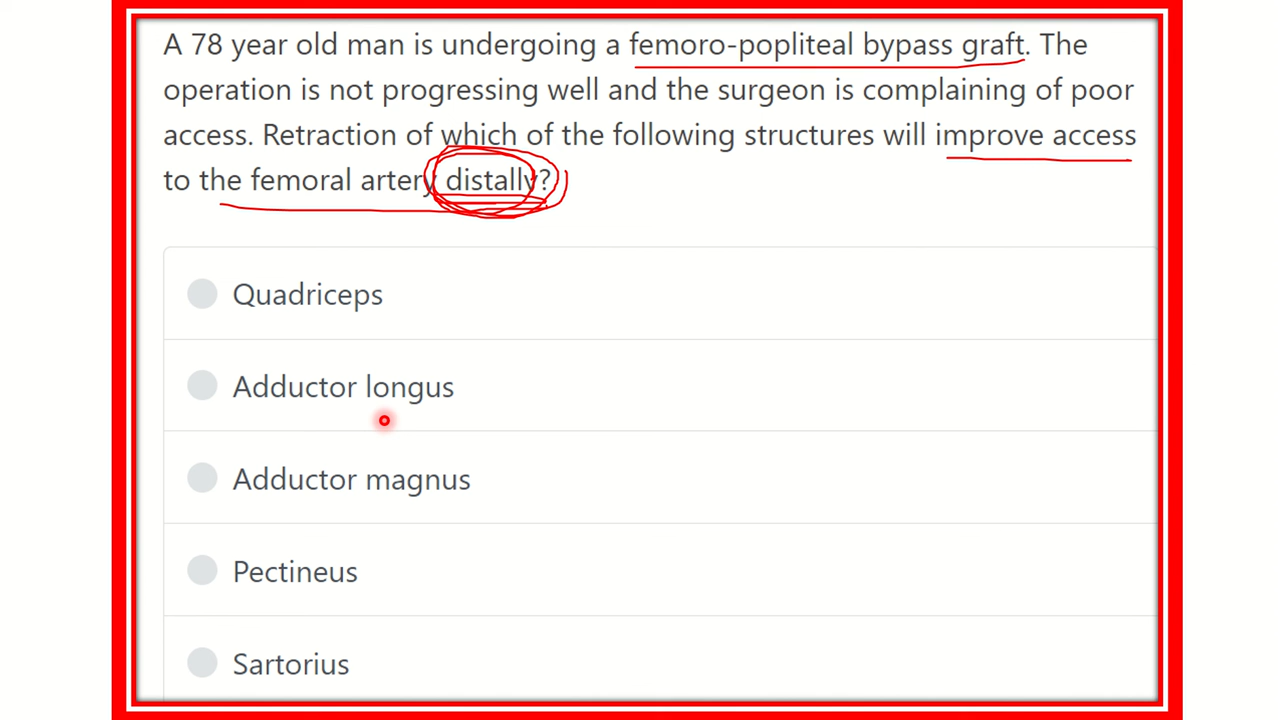 A 78 year old man is undergoing a femoro-popliteal bypass graft. The
operation is not progressing well and the surgeon is complaining of poor
access. Retraction of which of the following structures will improve access
to the femoral artery distally?
Quadriceps
Adductor longus
Adductor magnus
Pectineus
Sartorius